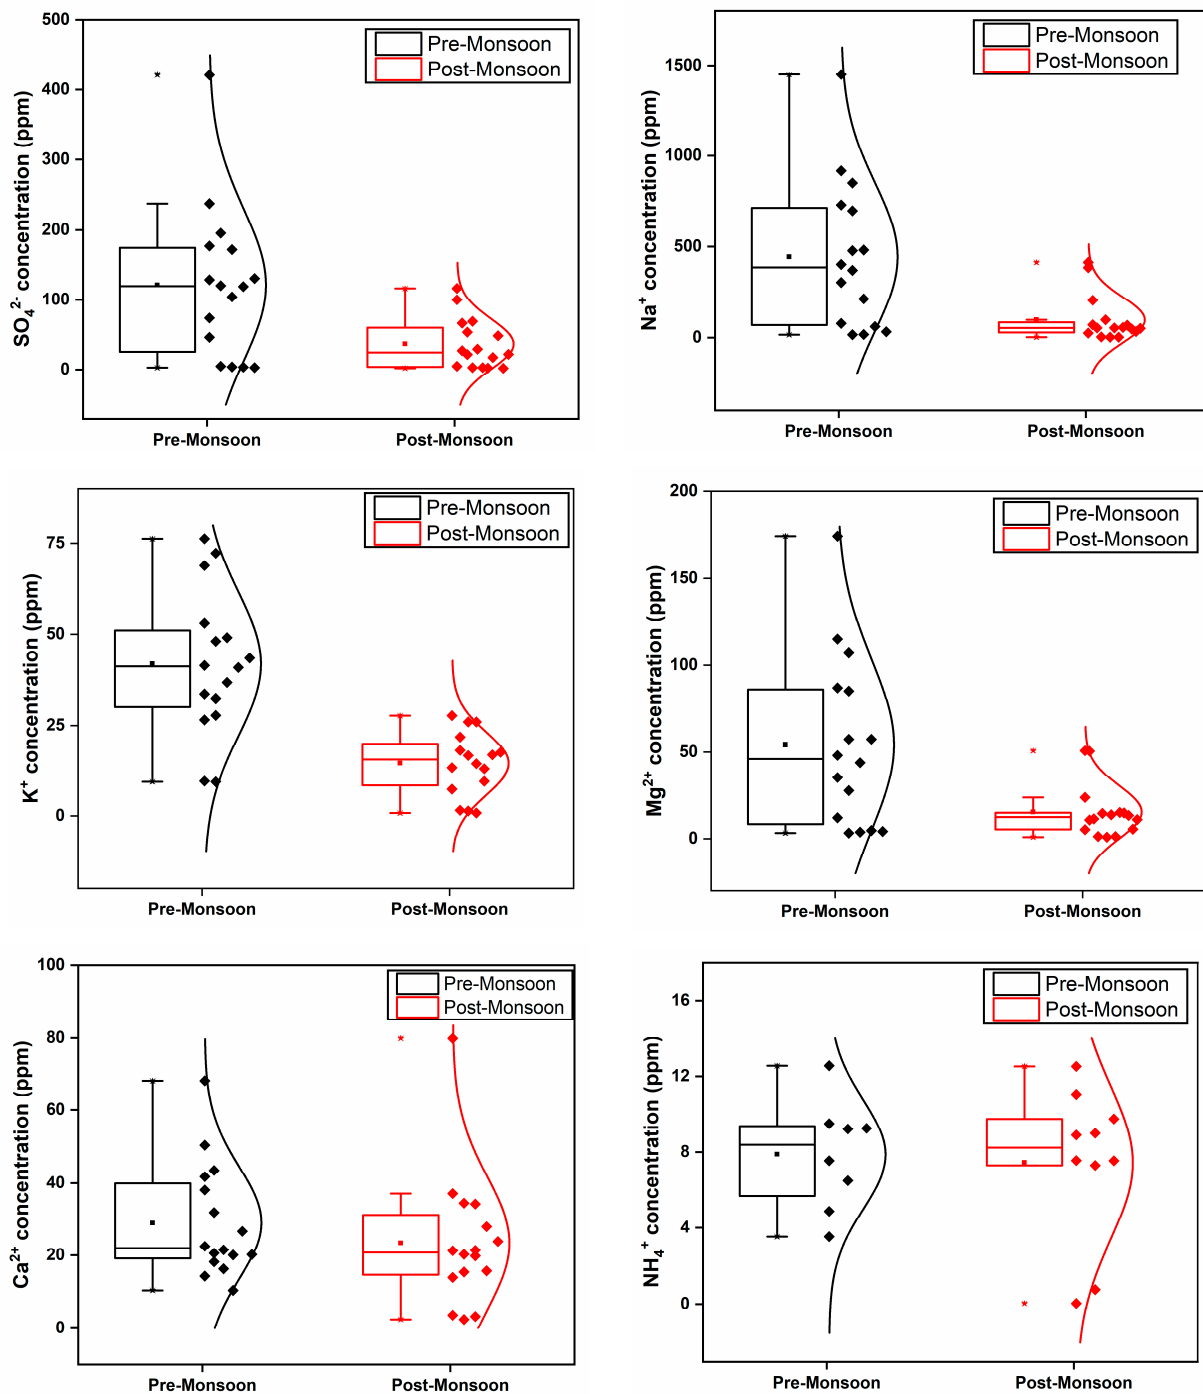 500
400
300
200
100
0
SO₄²⁻ concentration (ppm)
Pre-Monsoon
Post-Monsoon
Pre-Monsoon
Post-Monsoon
1500
1000
500
0
Na⁺ concentration (ppm)
Pre-Monsoon
Post-Monsoon
Pre-Monsoon
Post-Monsoon
75
50
25
0
K⁺ concentration (ppm)
Pre-Monsoon
Post-Monsoon
Pre-Monsoon
Post-Monsoon
200
150
100
50
0
Mg²⁺ concentration (ppm)
Pre-Monsoon
Post-Monsoon
Pre-Monsoon
Post-Monsoon
100
80
60
40
20
0
Ca²⁺ concentration (ppm)
Pre-Monsoon
Post-Monsoon
Pre-Monsoon
Post-Monsoon
16
12
8
4
0
NH₄⁺ concentration (ppm)
Pre-Monsoon
Post-Monsoon
Pre-Monsoon
Post-Monsoon